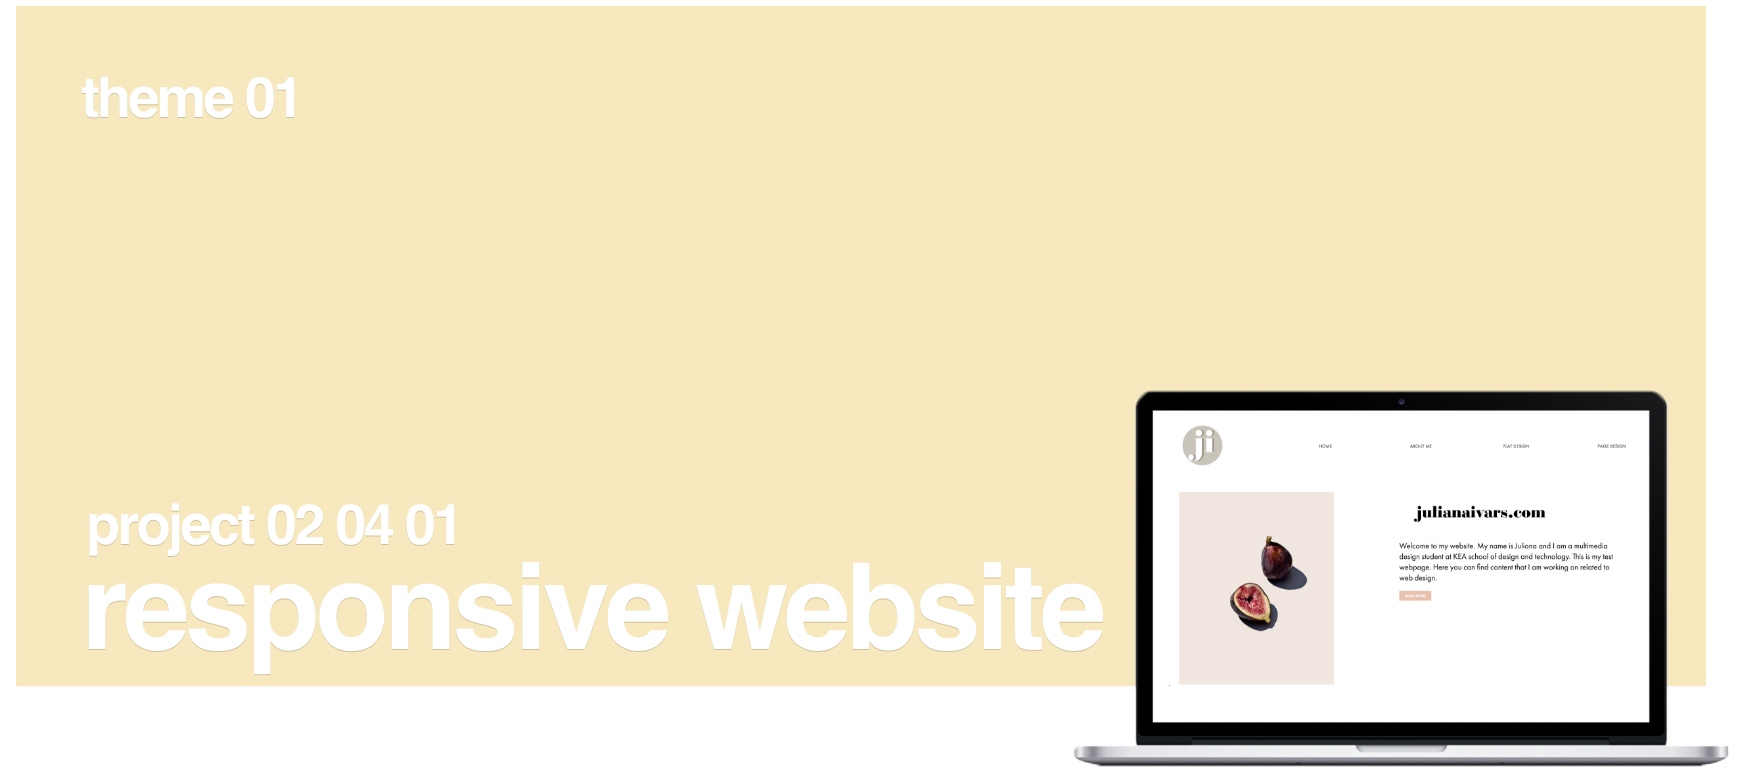 theme 01
project 02 04 01
responsive website
ji
HOME ABOUT ME FLAT DESIGN PAGE DESIGN
julianaivars.com
Welcome to my website. My name is Juliana and I am a multimedia
design student at KEA school of design and technology. This is my test
webpage. Here you can find content that I am working on related to
web design.
READ MORE